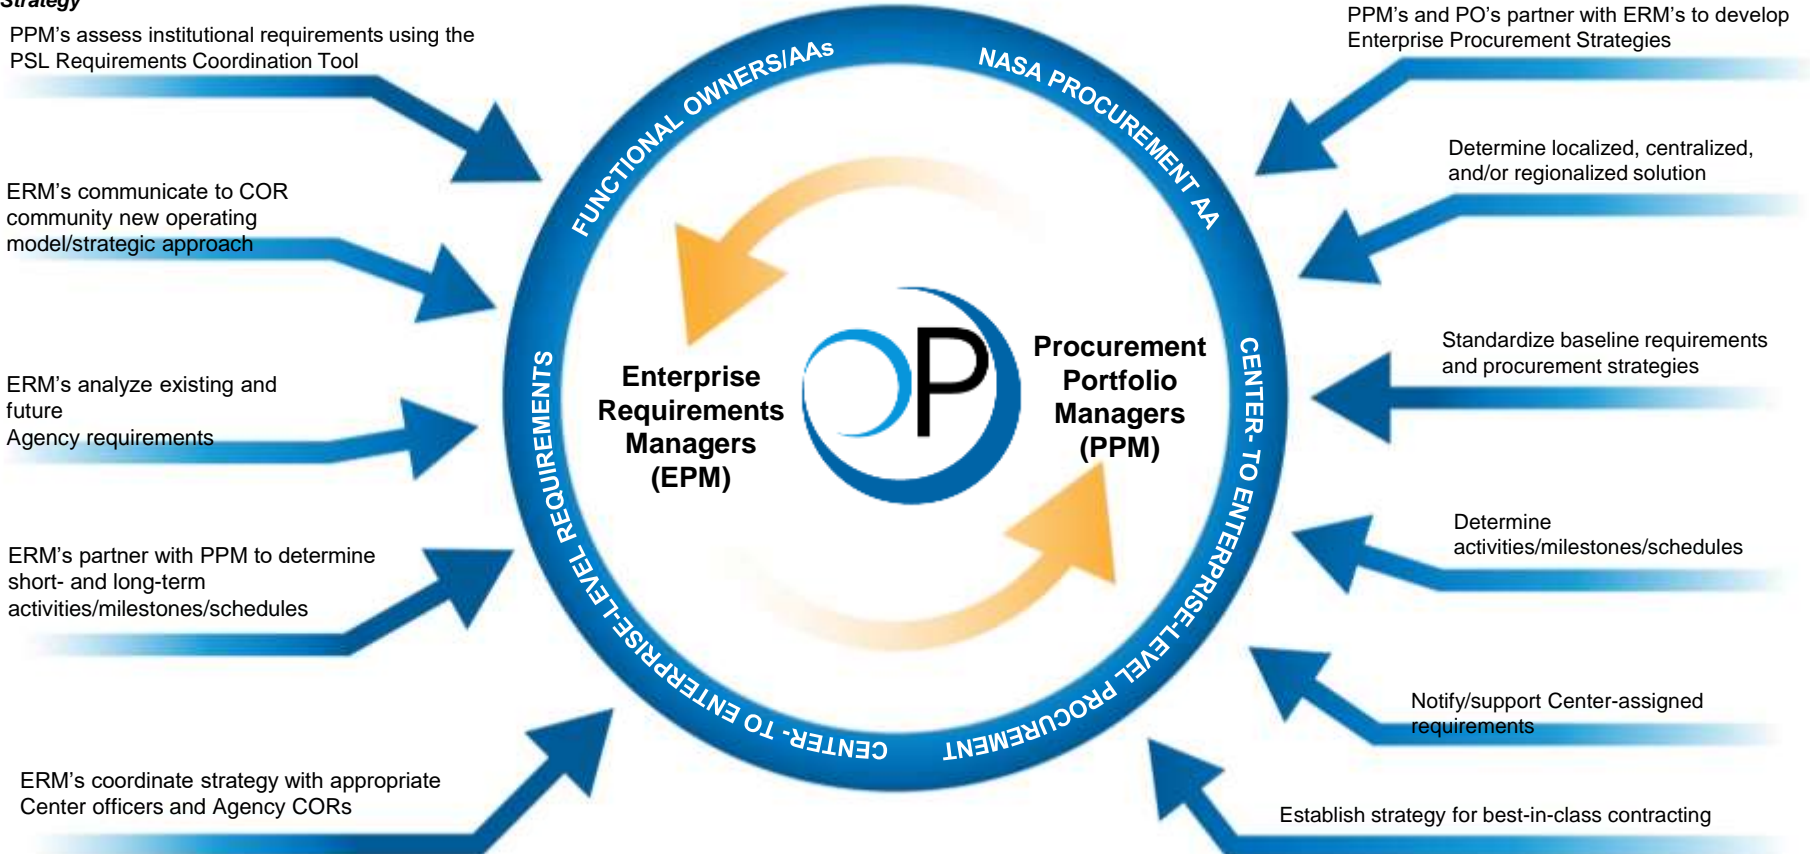 Strategy
PPM's assess institutional requirements using the
PSL Requirements Coordination Tool
ERM's communicate to COR
community new operating
model/strategic approach
ERM's analyze existing and
future
Agency requirements
ERM's partner with PPM to determine
short- and long-term
activities/milestones/schedules
ERM's coordinate strategy with appropriate
Center officers and Agency CORs
FUNCTIONAL OWNERS/AAs
NASA PROCUREMENT AA
CENTER- TO ENTERPRISE-LEVEL REQUIREMENTS
CENTER- TO ENTERPRISE-LEVEL PROCUREMENT
Enterprise
Requirements
Managers
(EPM)
OP
Procurement
Portfolio
Managers
(PPM)
PPM's and PO's partner with ERM's to develop
Enterprise Procurement Strategies
Determine localized, centralized,
and/or regionalized solution
Standardize baseline requirements
and procurement strategies
Determine
activities/milestones/schedules
Notify/support Center-assigned
requirements
Establish strategy for best-in-class contracting